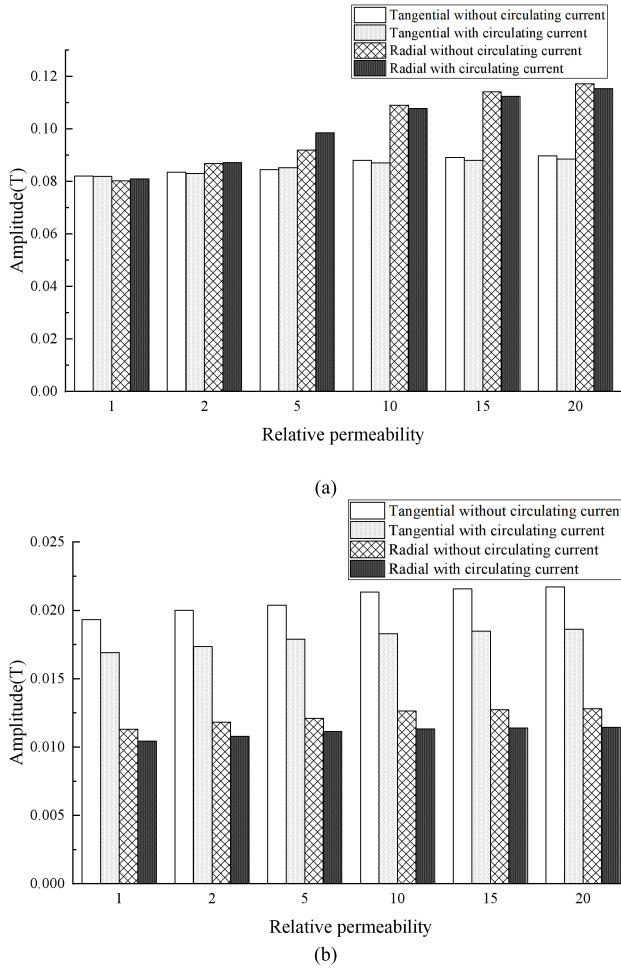 Tangential without circulating current
Tangential with circulating current
Radial without circulating current
Radial with circulating current
0.12
0.10
0.08
0.06
0.04
0.02
0.00
Amplitude(T)
1 2 5 10 15 20
Relative permeability
(a)
Tangential without circulating current
Tangential with circulating current
Radial without circulating current
Radial with circulating current
0.025
0.020
0.015
0.010
0.005
0.000
Amplitude(T)
1 2 5 10 15 20
Relative permeability
(b)